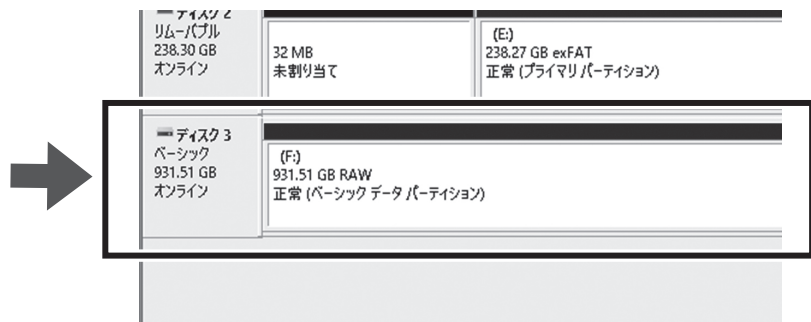 ディスク 2
リムーバブル
238.30 GB
オンライン
32 MB
未割り当て
(E:)
238.27 GB exFAT
正常 (プライマリ パーティション)
ディスク 3
ベーシック
931.51 GB
オンライン
(F:)
931.51 GB RAW
正常 (ベーシック データ パーティション)